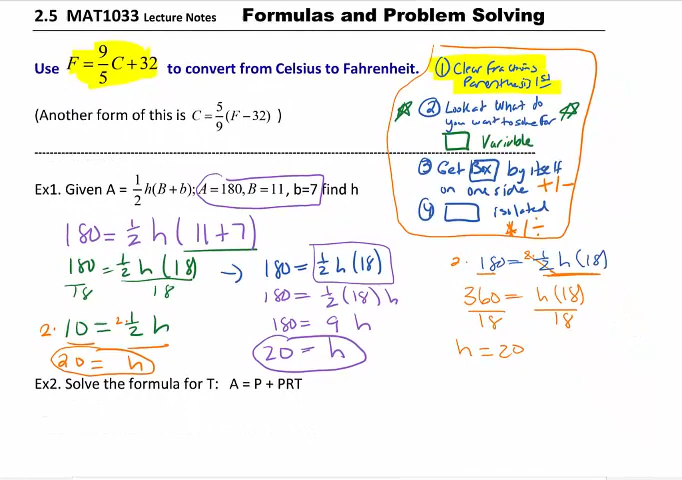 2.5 MAT1033 Lecture Notes Formulas and Problem Solving
Use F = 9/5 C + 32 to convert from Celsius to Fahrenheit.
(Another form of this is C = 5/9 (F − 32) )
① Clear fractions
Parenthesis 1st
② Look at what do
you want to solve for
Variable
③ Get Box by itself
on one side +/−
④ isolated
* / ÷
Ex1. Given A = 1/2 h(B + b); A = 180, B = 11, b=7 find h
180 = 1/2 h (11+7)
180 = 1/2 h (18)
18 18
2· 10 = 2· 1/2 h
20 = h
→ 180 = 1/2 h (18)
180 = 1/2 (18) h
180 = 9 h
20 = h
2· 180 = 2· 1/2 h (18)
360 = h (18)
18 18
h = 20
Ex2. Solve the formula for T: A = P + PRT